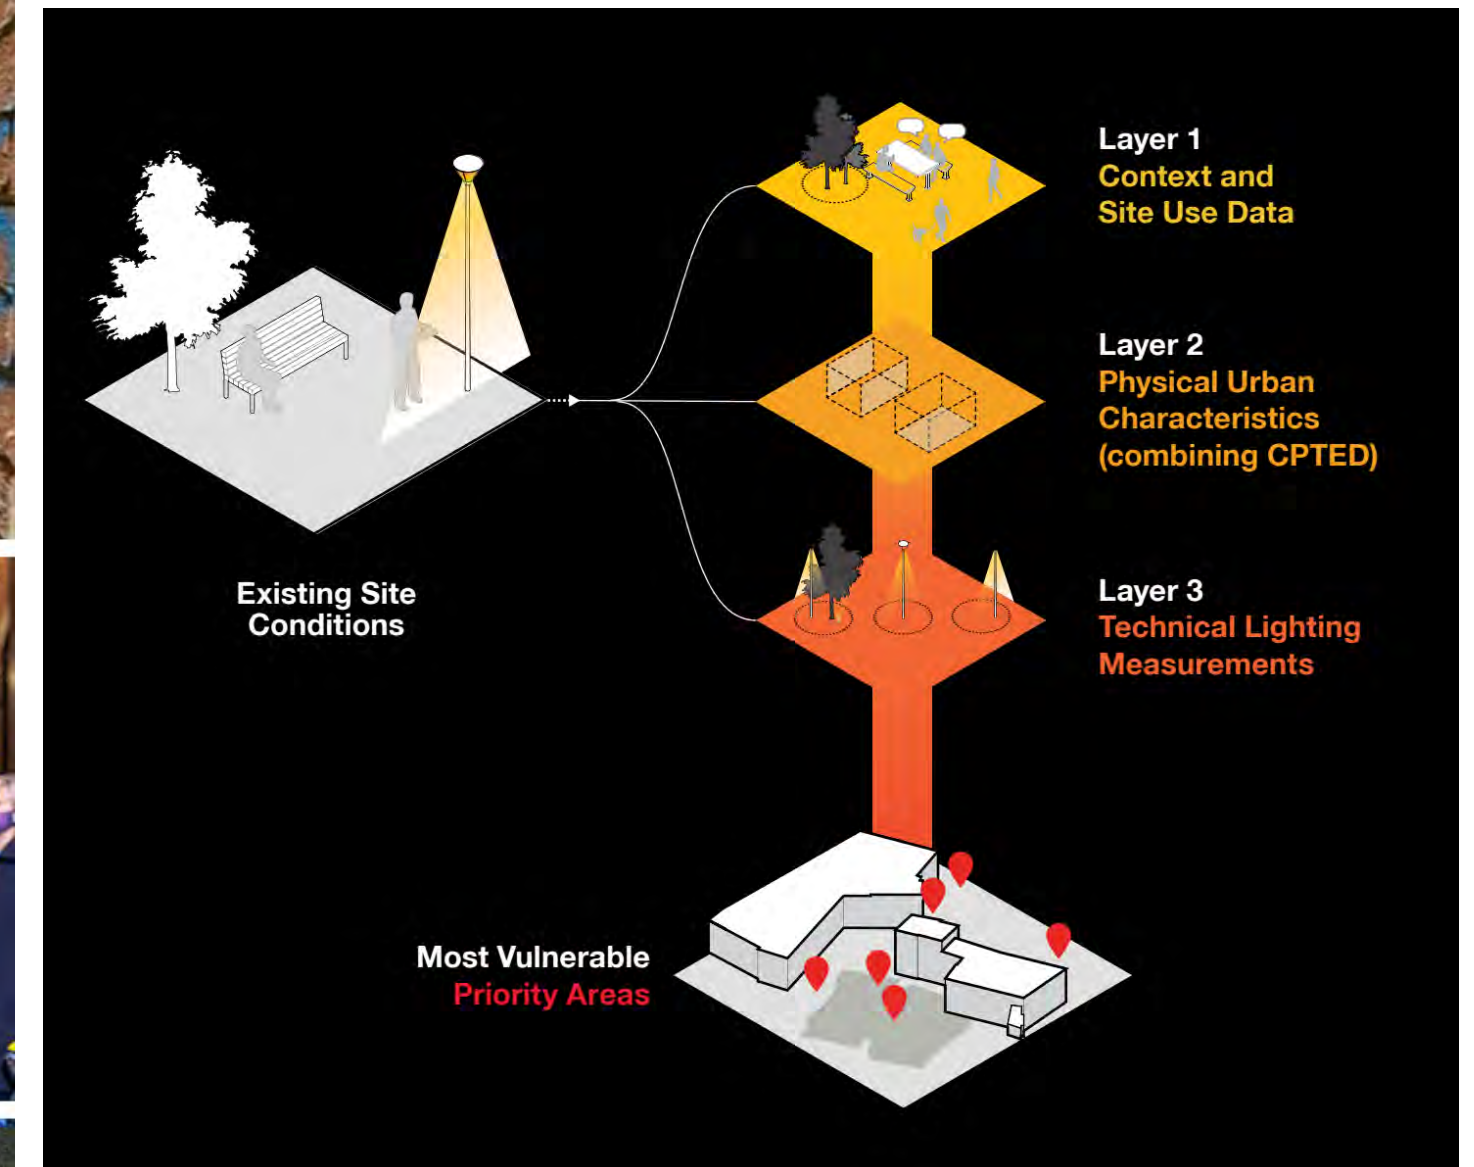 Layer 1
Context and
Site Use Data
Layer 2
Physical Urban
Characteristics
(combining CPTED)
Existing Site
Conditions
Layer 3
Technical Lighting
Measurements
Most Vulnerable
Priority Areas